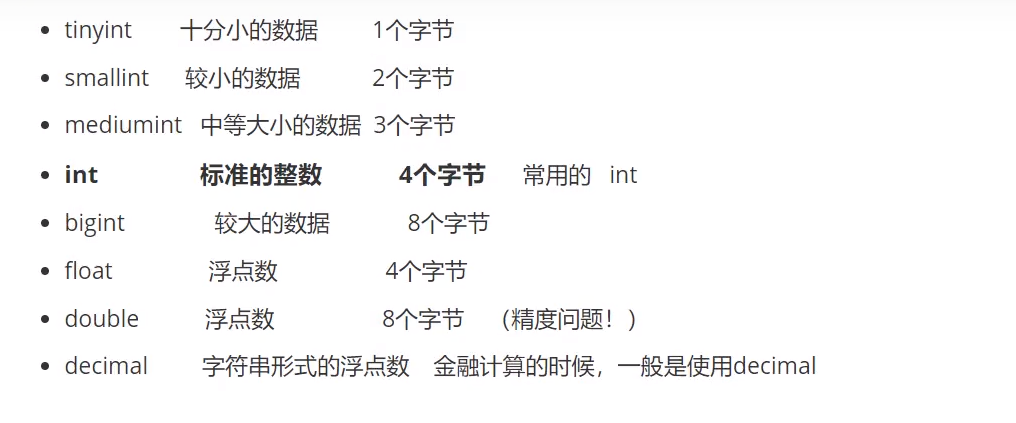 tinyint 十分小的数据 1个字节
smallint 较小的数据 2个字节
mediumint 中等大小的数据 3个字节
int 标准的整数 4个字节 常用的 int
bigint 较大的数据 8个字节
float 浮点数 4个字节
double 浮点数 8个字节 （精度问题！）
decimal 字符串形式的浮点数 金融计算的时候，一般是使用decimal